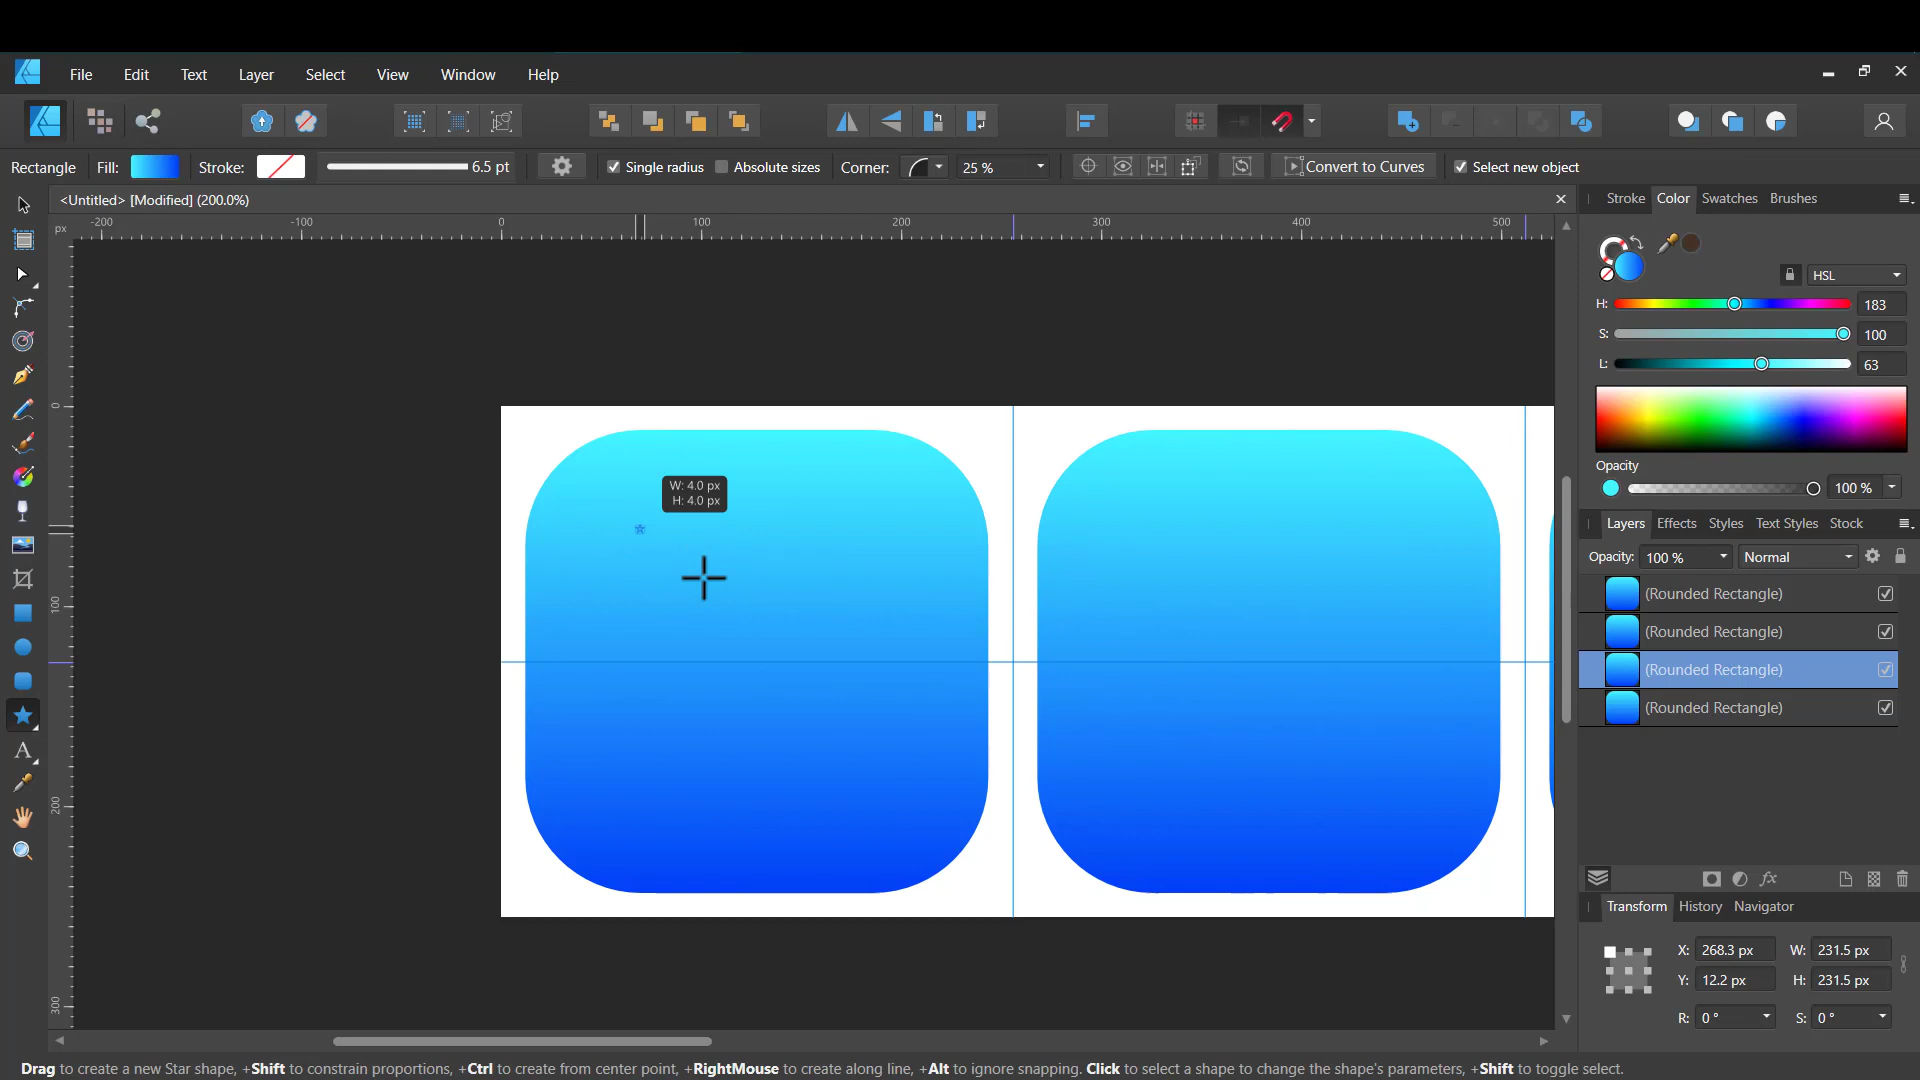 File Edit Text Layer Select View Window Help
Rectangle Fill: Stroke: 6.5 pt Single radius Absolute sizes Corner: 25 % Convert to Curves Select new object
<Untitled> [Modified] (200.0%)
px -200 -100 0 100 200 300 400 500
0
100
200
300
W: 4.0 px
H: 4.0 px
A
Stroke Color Swatches Brushes
HSL
H: 183
S: 100
L: 63
Opacity
100 %
Layers Effects Styles Text Styles Stock
Opacity: 100 % Normal
(Rounded Rectangle)
(Rounded Rectangle)
(Rounded Rectangle)
(Rounded Rectangle)
fx
Transform History Navigator
X: 268.3 px W: 231.5 px
Y: 12.2 px H: 231.5 px
R: 0 ° S: 0 °
Drag to create a new Star shape, +Shift to constrain proportions, +Ctrl to create from center point, +RightMouse to create along line, +Alt to ignore snapping. Click to select a shape to change the shape's parameters, +Shift to toggle select.